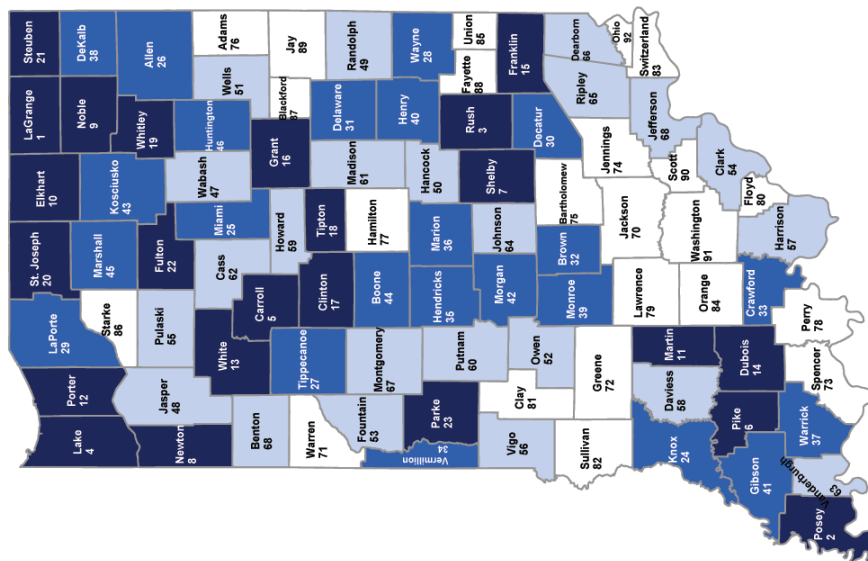 Lake
4
Porter
12
LaPorte
29
St. Joseph
20
Elkhart
10
LaGrange
1
Steuben
21
Starke
86
Marshall
45
Kosciusko
43
Noble
9
DeKalb
38
Whitley
19
Allen
26
Newton
8
Jasper
48
Pulaski
55
Fulton
22
Wabash
47
Huntington
46
Wells
51
Adams
76
Benton
68
White
13
Cass
62
Miami
25
Carroll
5
Howard
59
Grant
16
Blackford
87
Jay
89
Warren
71
Tippecanoe
27
Clinton
17
Tipton
18
Madison
61
Delaware
31
Randolph
49
Fountain
53
Montgomery
67
Boone
44
Hamilton
77
Vermillion
34
Parke
23
Putnam
60
Hendricks
35
Marion
36
Hancock
50
Henry
40
Wayne
28
Vigo
56
Clay
81
Owen
52
Morgan
42
Johnson
64
Shelby
7
Rush
3
Fayette
88
Union
85
Franklin
15
Sullivan
82
Greene
72
Monroe
39
Brown
32
Bartholomew
75
Decatur
30
Ripley
65
Dearborn
66
Ohio
92
Jennings
74
Switzerland
83
Knox
24
Daviess
58
Martin
11
Lawrence
79
Jackson
70
Scott
90
Jefferson
68
Orange
84
Washington
91
Clark
54
Gibson
41
Pike
6
Dubois
14
Crawford
33
Harrison
57
Floyd
80
Posey
2
Vanderburgh
63
Warrick
37
Spencer
73
Perry
78